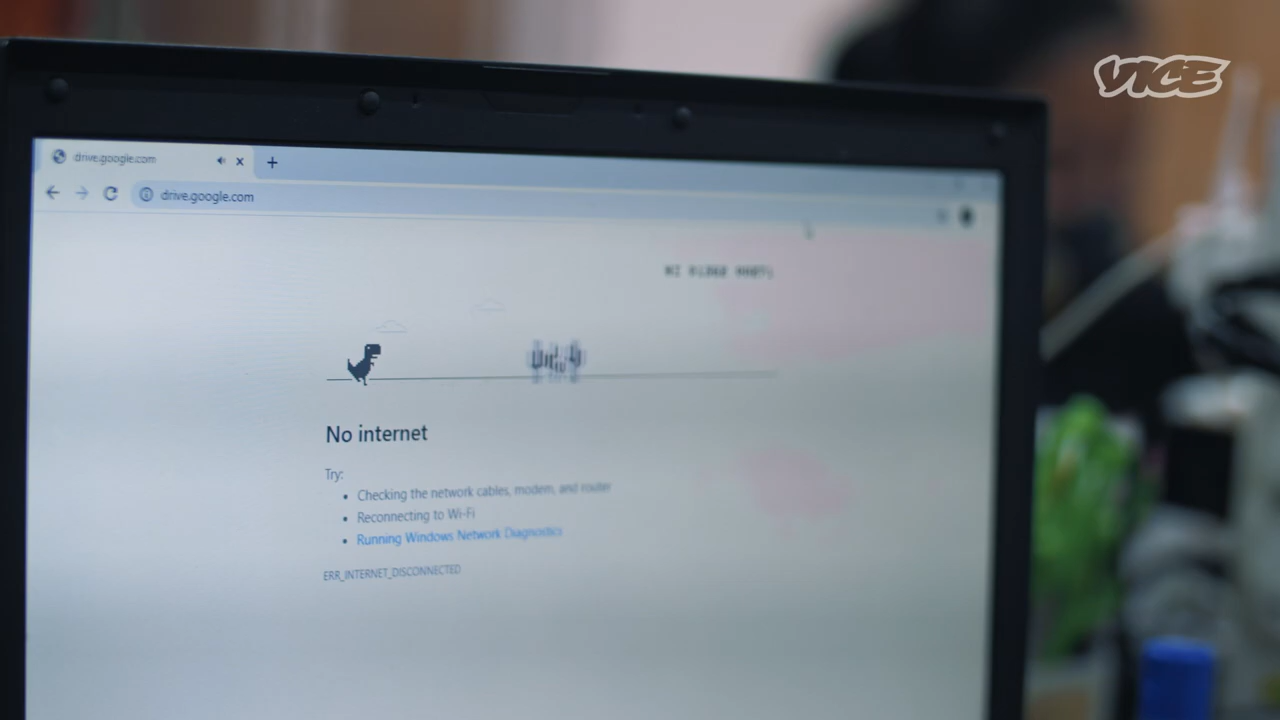 VICE
drive.google.com
drive.google.com
HI
No internet
Try:
Checking the network cables, modem, and router
Reconnecting to Wi-Fi
Running Windows Network Diagnostics
ERR_INTERNET_DISCONNECTED